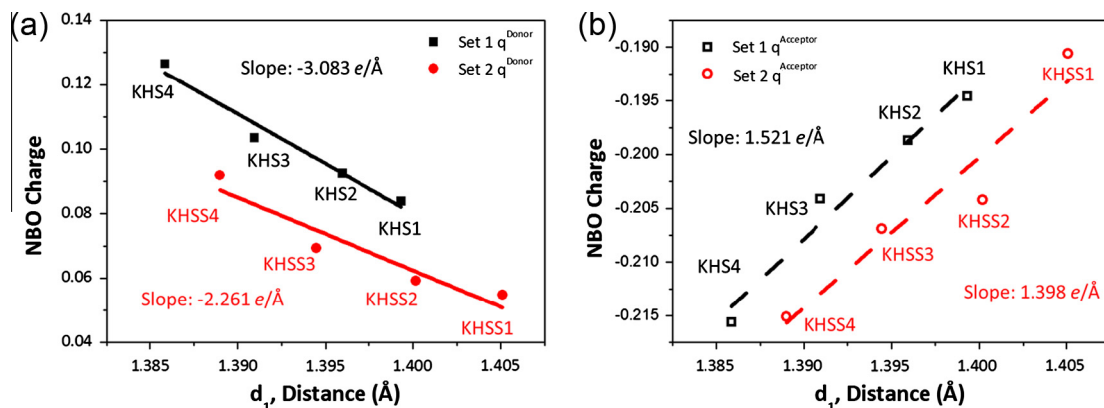 (a)
0.14
0.12
0.10
0.08
0.06
0.04
NBO Charge
Set 1 q^Donor
Set 2 q^Donor
Slope: -3.083 e/Å
KHS4
KHS3
KHS2
KHS1
KHSS4
KHSS3
KHSS2
KHSS1
Slope: -2.261 e/Å
1.385 1.390 1.395 1.400 1.405
d₁, Distance (Å)
(b)
-0.190
-0.195
-0.200
-0.205
-0.210
-0.215
NBO Charge
Set 1 q^Acceptor
Set 2 q^Acceptor
KHS1
KHSS1
KHS2
Slope: 1.521 e/Å
KHS3
KHSS2
KHSS3
KHS4
Slope: 1.398 e/Å
KHSS4
1.385 1.390 1.395 1.400 1.405
d₁, Distance (Å)